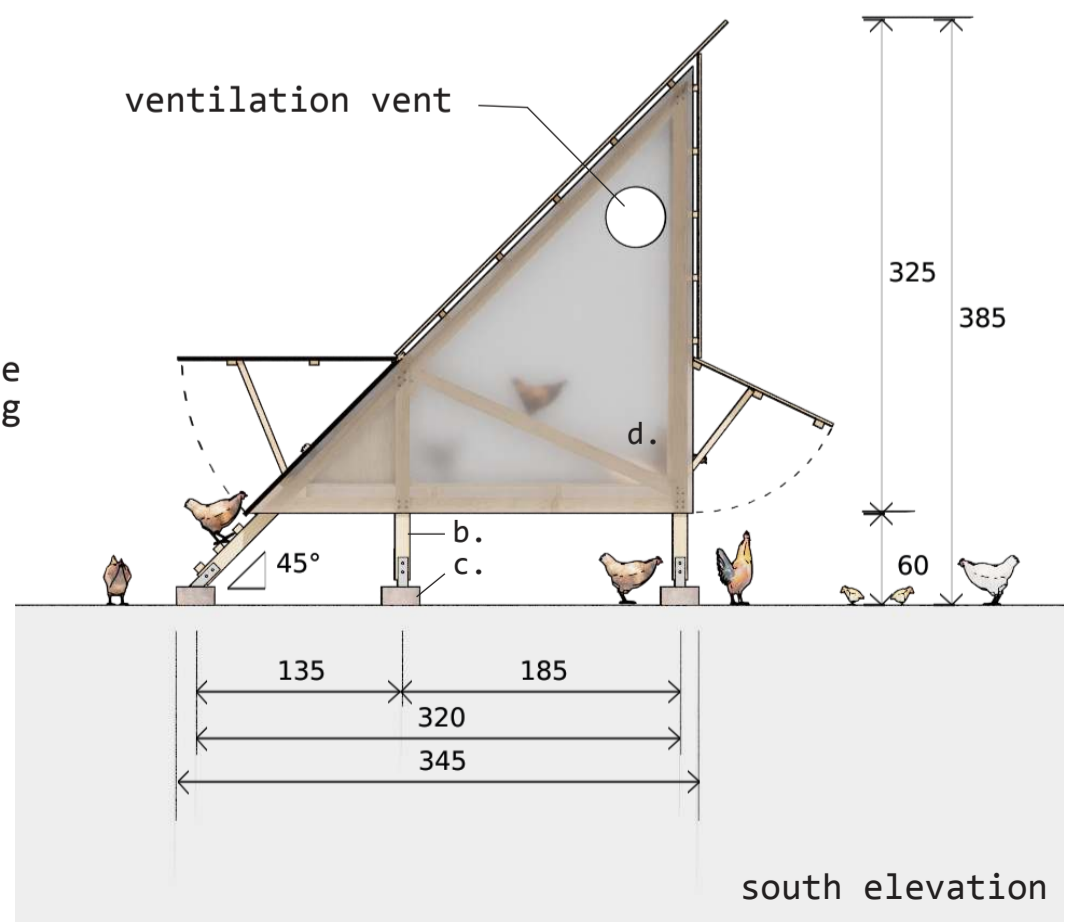 ventilation vent
325
385
e
g
d.
b.
c.
45°
60
135
185
320
345
south elevation